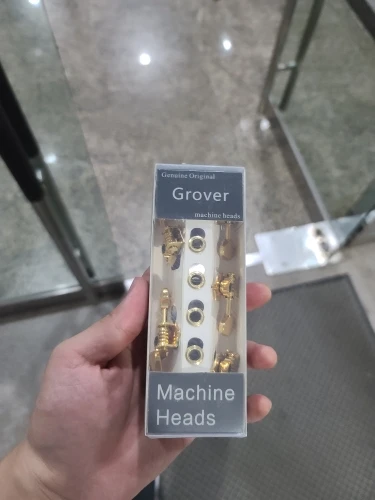 Genuine Original
Grover
machine heads
Machine
Heads